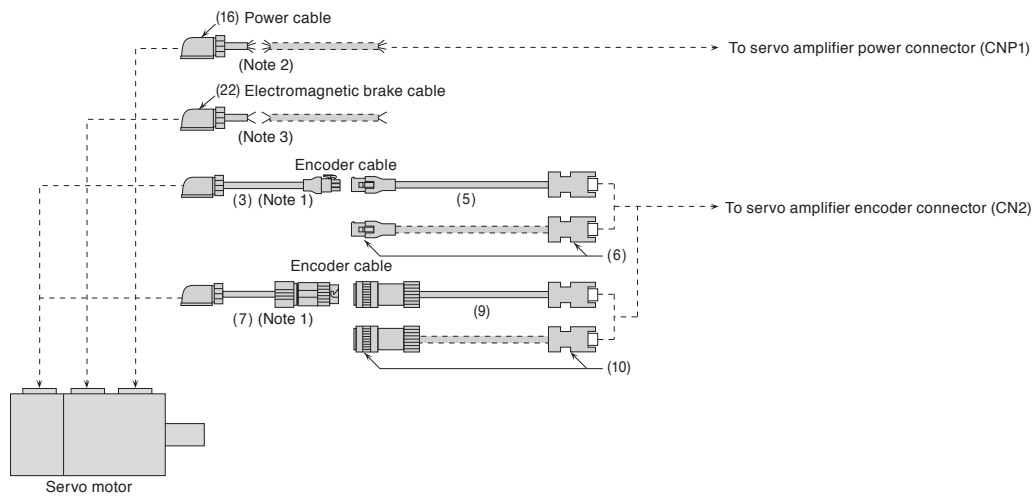 (16) Power cable
To servo amplifier power connector (CNP1)
(Note 2)
(22) Electromagnetic brake cable
(Note 3)
Encoder cable
(3) (Note 1)
(5)
To servo amplifier encoder connector (CN2)
(6)
Encoder cable
(7) (Note 1)
(9)
(10)
Servo motor